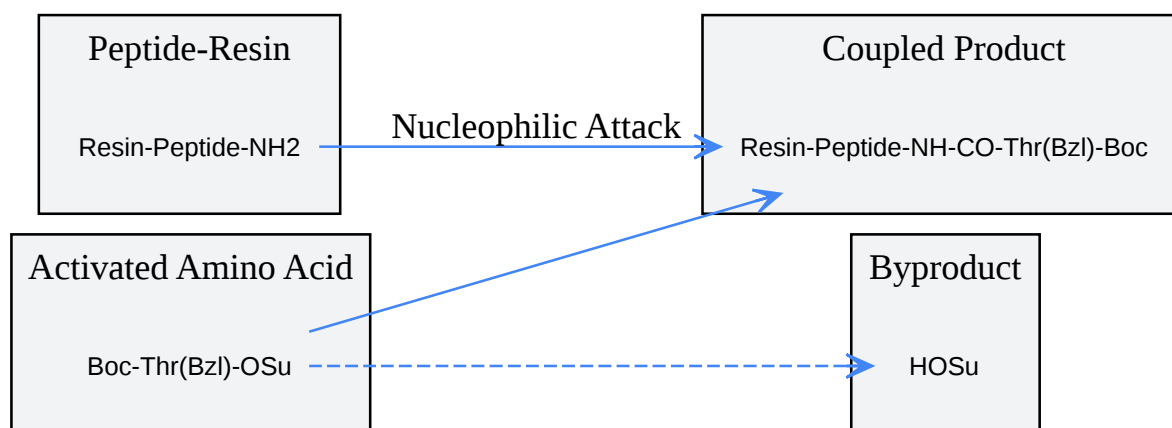 Peptide-Resin
Resin-Peptide-NH2
Nucleophilic Attack
Coupled Product
Resin-Peptide-NH-CO-Thr(Bzl)-Boc
Activated Amino Acid
Boc-Thr(Bzl)-OSu
Byproduct
HOSu